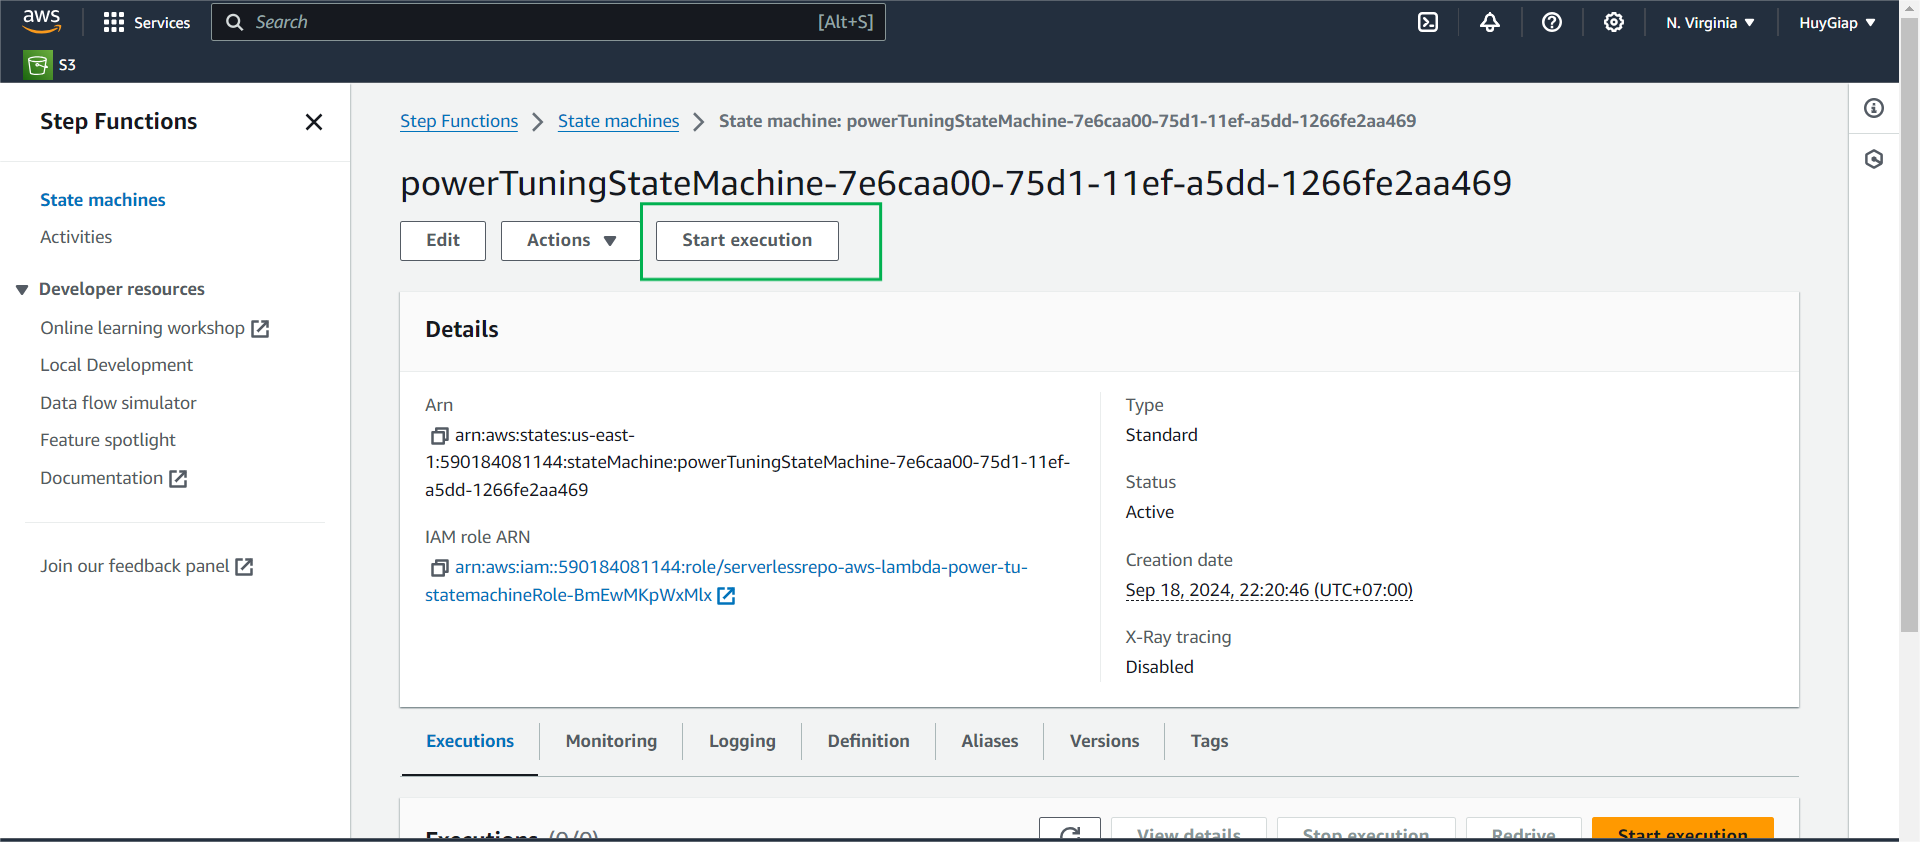 aws
Services
Search
[Alt+S]
N. Virginia
HuyGiap
S3
Step Functions
State machines
Activities
Developer resources
Online learning workshop
Local Development
Data flow simulator
Feature spotlight
Documentation
Join our feedback panel
Step Functions
State machines
State machine: powerTuningStateMachine-7e6caa00-75d1-11ef-a5dd-1266fe2aa469
powerTuningStateMachine-7e6caa00-75d1-11ef-a5dd-1266fe2aa469
Edit
Actions
Start execution
Details
Arn
arn:aws:states:us-east-
1:590184081144:stateMachine:powerTuningStateMachine-7e6caa00-75d1-11ef-
a5dd-1266fe2aa469
IAM role ARN
arn:aws:iam::590184081144:role/serverlessrepo-aws-lambda-power-tu-
statemachineRole-BmEwMKpWxMlx
Type
Standard
Status
Active
Creation date
Sep 18, 2024, 22:20:46 (UTC+07:00)
X-Ray tracing
Disabled
Executions
Monitoring
Logging
Definition
Aliases
Versions
Tags
Executions (0/0)
View details
Stop execution
Redrive
Start execution